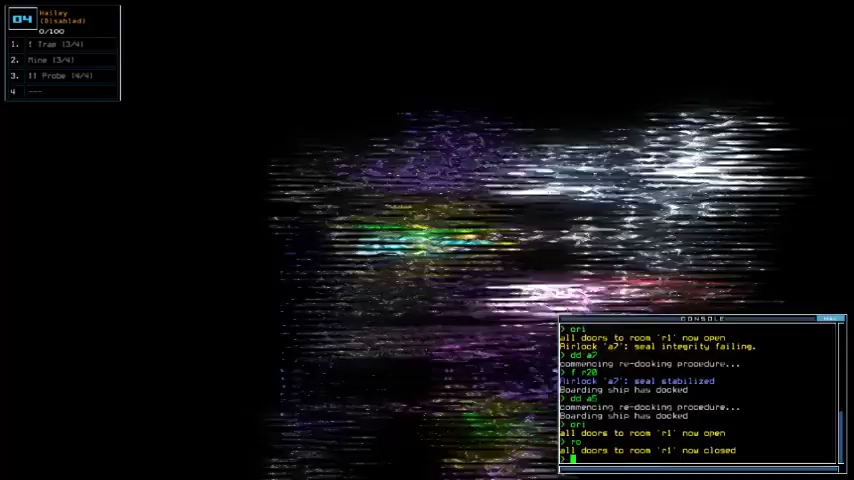 04
Hailey
(Disabled)
0/100
1. ! Trap (3/4)
2. Mine (3/4)
3. !! Probe (4/4)
4 ---
CONSOLE
> ori
all doors to room 'r1' now open
Airlock 'a7': seal integrity failing.
> dd a7
commencing re-docking procedure...
> f r20
Airlock 'a7': seal stabilized
Boarding ship has docked
> dd a5
commencing re-docking procedure...
Boarding ship has docked
> ori
all doors to room 'r1' now open
> ro
all doors to room 'r1' now closed
>